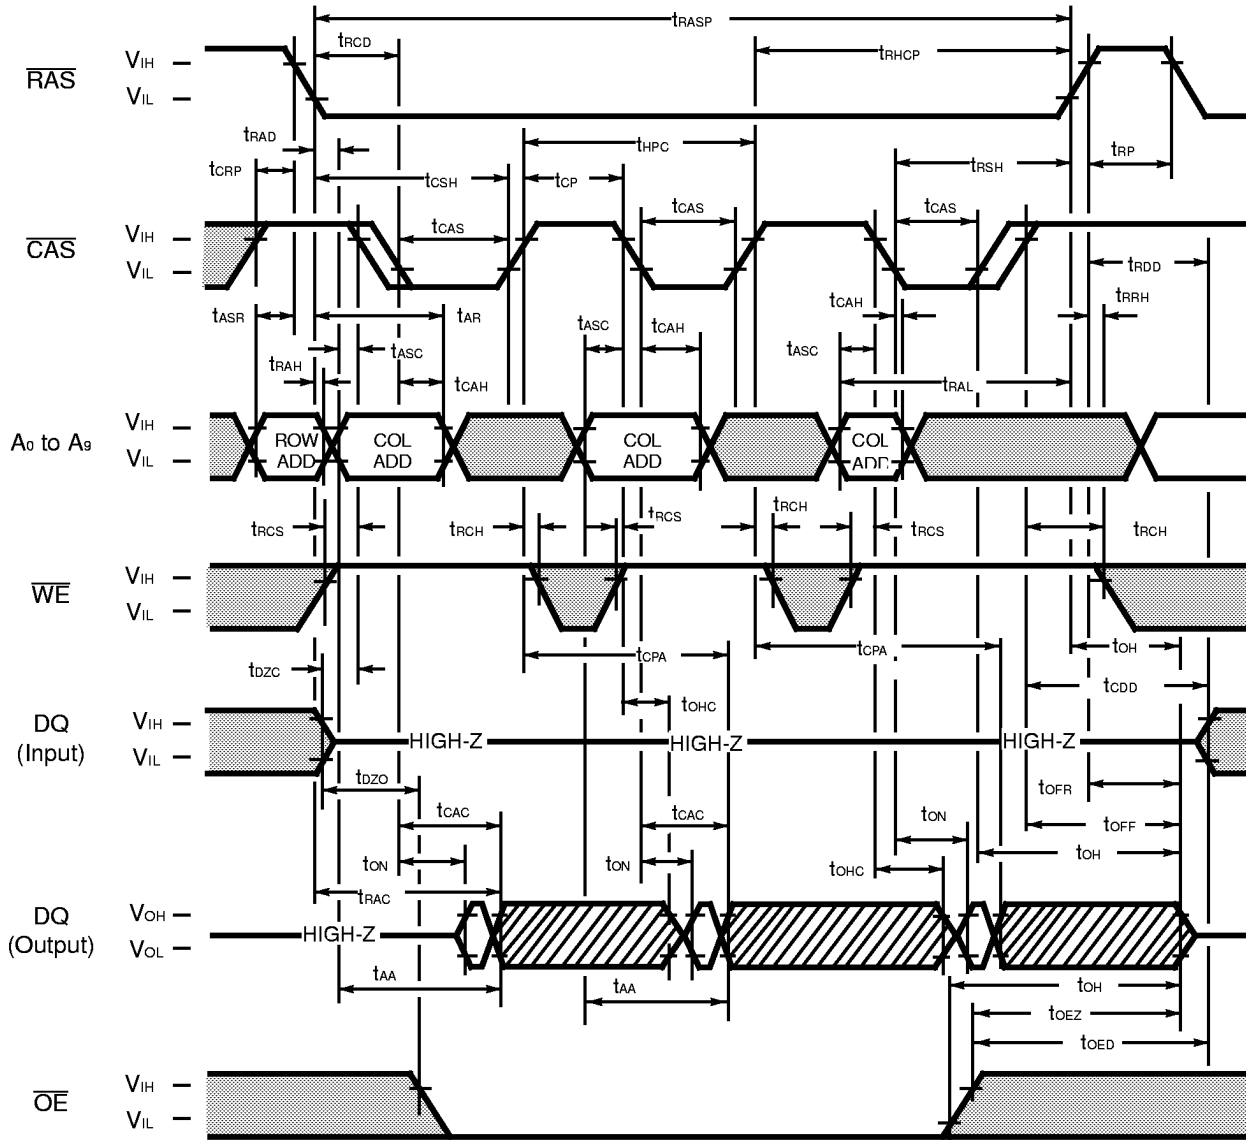 tRASP
tRCD
tRHCP
RAS
VIH
VIL
tRAD
tHPC
tRP
tCRP
tCSH
tCP
tRSH
CAS
VIH
VIL
tCAS
tCAS
tCAS
tRDD
tRRH
tCAH
tASR
tAR
tASC
tCAH
tRAH
tASC
tASC
tCAH
tRAL
A0 to A9
VIH
VIL
ROW ADD
COL ADD
COL ADD
COL ADD
tRCS
tRCH
tRCS
tRCH
tRCS
tRCH
WE
VIH
VIL
tCPA
tCPA
tOH
tDZC
tCDD
tOHC
DQ
(Input)
VIH
VIL
HIGH-Z
HIGH-Z
HIGH-Z
tDZO
tOFR
tCAC
tCAC
tON
tOFF
tON
tON
tOHC
tOH
tRAC
DQ
(Output)
VOH
VOL
HIGH-Z
tAA
tAA
tOH
tOEZ
tOED
OE
VIH
VIL